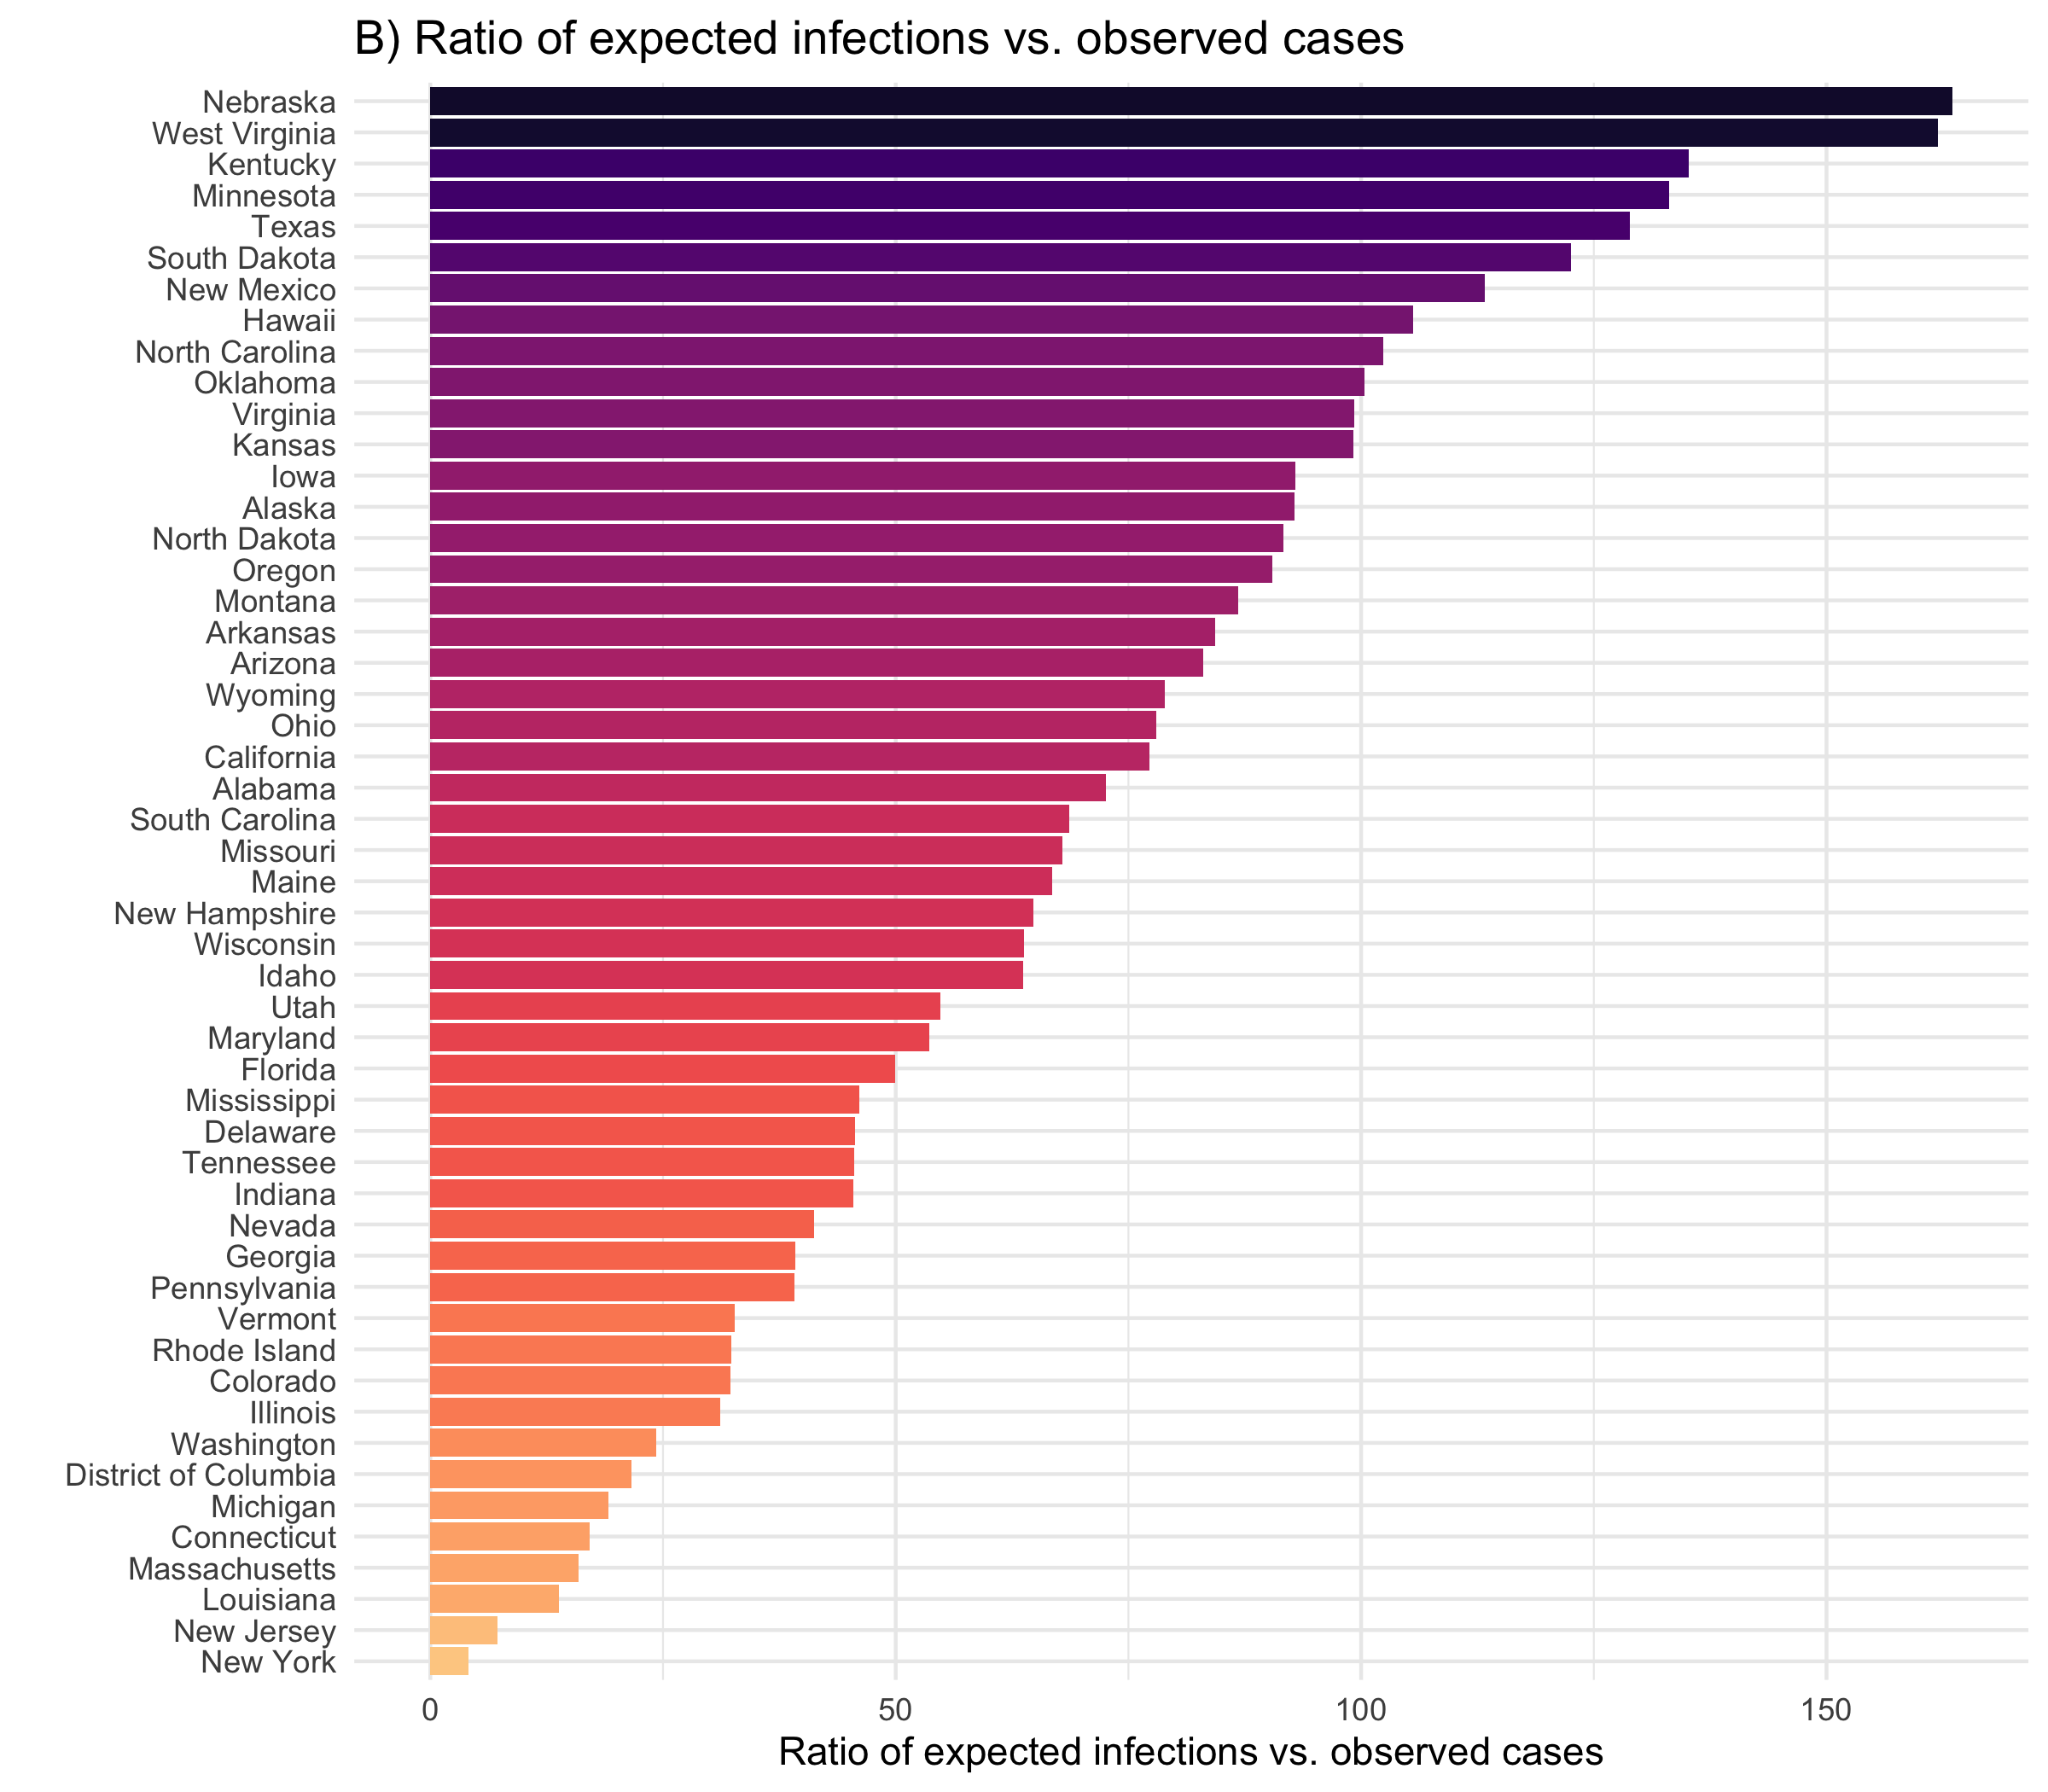 B) Ratio of expected infections vs. observed cases
Nebraska
West Virginia
Kentucky
Minnesota
Texas
South Dakota
New Mexico
Hawaii
North Carolina
Oklahoma
Virginia
Kansas
Iowa
Alaska
North Dakota
Oregon
Montana
Arkansas
Arizona
Wyoming
Ohio
California
Alabama
South Carolina
Missouri
Maine
New Hampshire
Wisconsin
Idaho
Utah
Maryland
Florida
Mississippi
Delaware
Tennessee
Indiana
Nevada
Georgia
Pennsylvania
Vermont
Rhode Island
Colorado
Illinois
Washington
District of Columbia
Michigan
Connecticut
Massachusetts
Louisiana
New Jersey
New York
0 50 100 150
Ratio of expected infections vs. observed cases